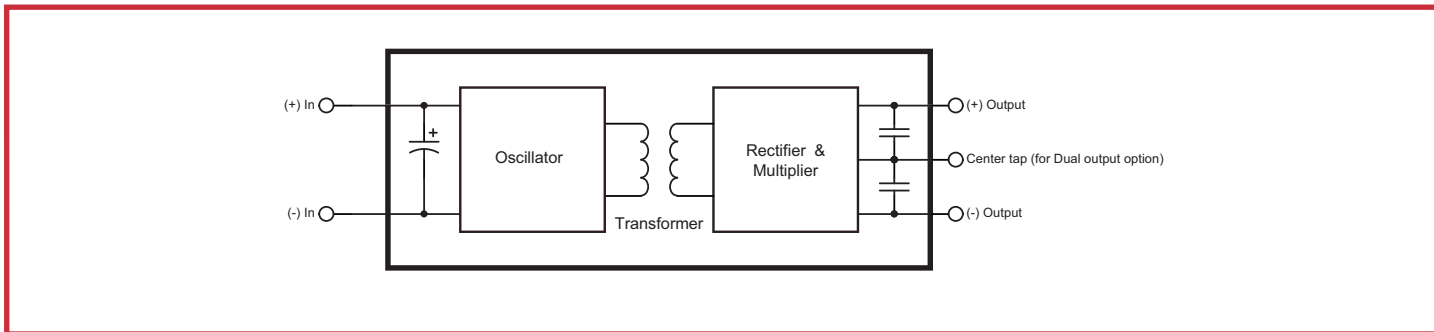 (+) In
(+) Output
+
Oscillator
Rectifier &
Multiplier
Center tap (for Dual output option)
(-) In
Transformer
(-) Output